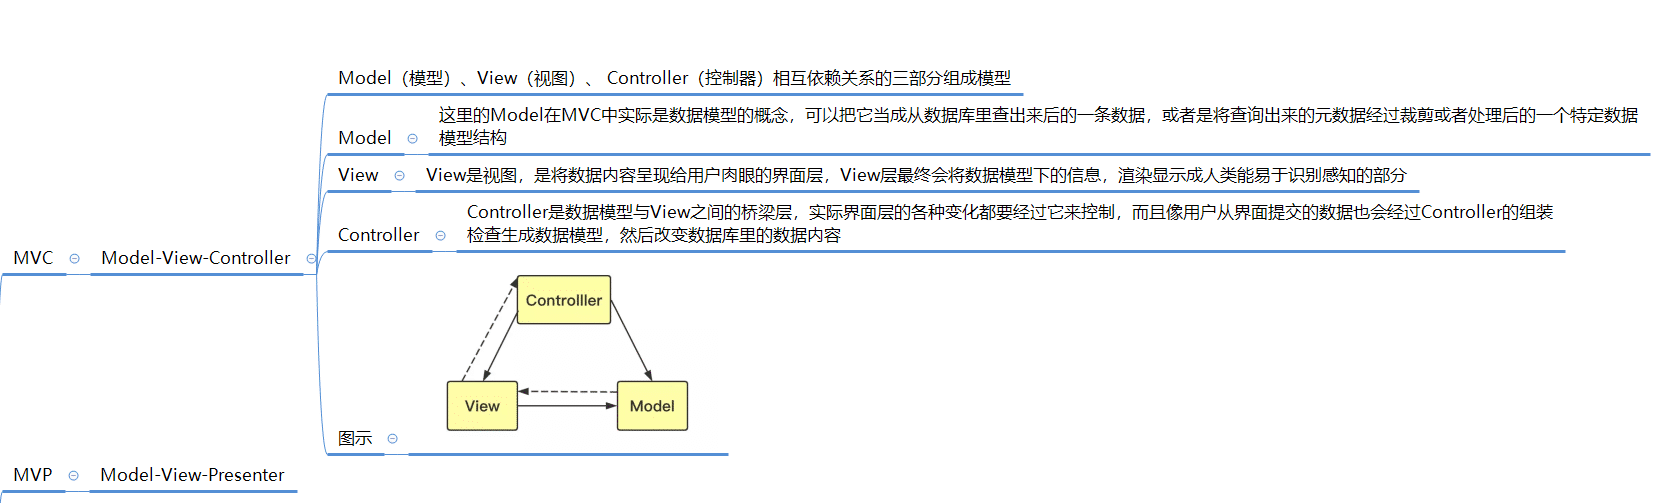 Model（模型）、View（视图）、 Controller（控制器）相互依赖关系的三部分组成模型
这里的Model在MVC中实际是数据模型的概念，可以把它当成从数据库里查出来后的一条数据，或者是将查询出来的元数据经过裁剪或者处理后的一个特定数据
Model
模型结构
View
View是视图，是将数据内容呈现给用户肉眼的界面层，View层最终会将数据模型下的信息，渲染显示成人类能易于识别感知的部分
Controller是数据模型与View之间的桥梁层，实际界面层的各种变化都要经过它来控制，而且像用户从界面提交的数据也会经过Controller的组装
Controller
检查生成数据模型，然后改变数据库里的数据内容
MVC
Model-View-Controller
Controlller
View
Model
图示
MVP
Model-View-Presenter